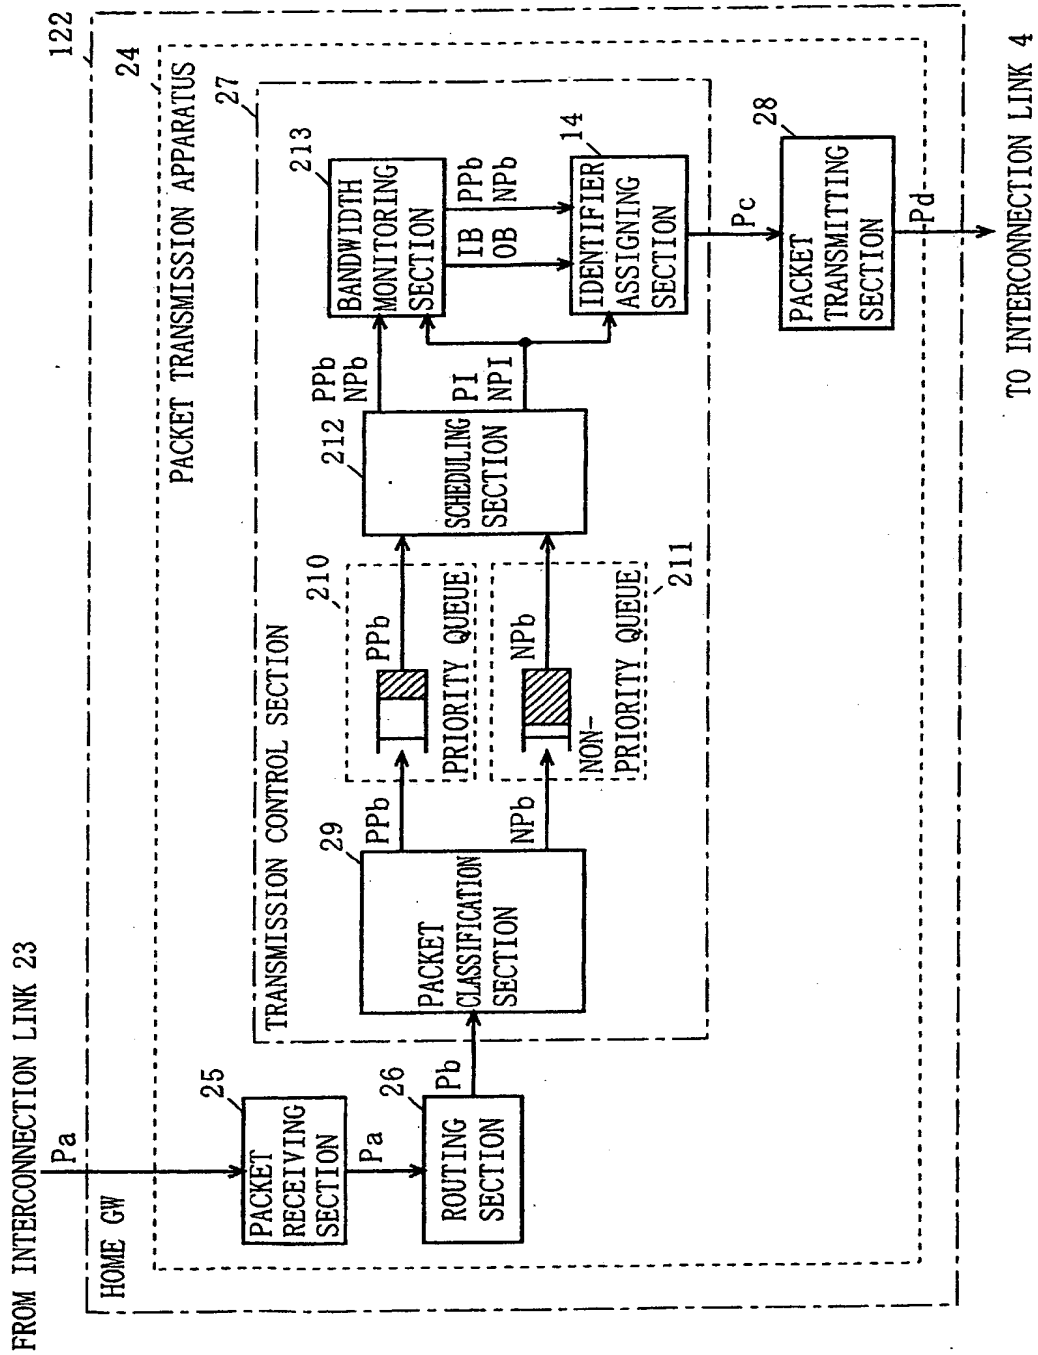 FROM INTERCONNECTION LINK 23
Pa
122
HOME GW
24
PACKET TRANSMISSION APPARATUS
25
PACKET
RECEIVING
SECTION
Pa
26
ROUTING
SECTION
Pb
27
TRANSMISSION CONTROL SECTION
29
PACKET
CLASSIFICATION
SECTION
PPb
NPb
210
PPb
PRIORITY QUEUE
NPb
NON-
PRIORITY QUEUE
211
212
SCHEDULING
SECTION
PPb
NPb
PI
NPI
213
BANDWIDTH
MONITORING
SECTION
IB
OB
PPb
NPb
14
IDENTIFIER
ASSIGNING
SECTION
Pc
28
PACKET
TRANSMITTING
SECTION
Pd
TO INTERCONNECTION LINK 4